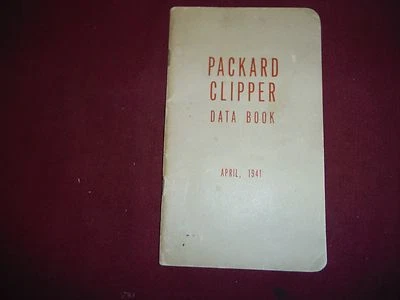 PACKARD
CLIPPER
DATA BOOK
APRIL, 1941